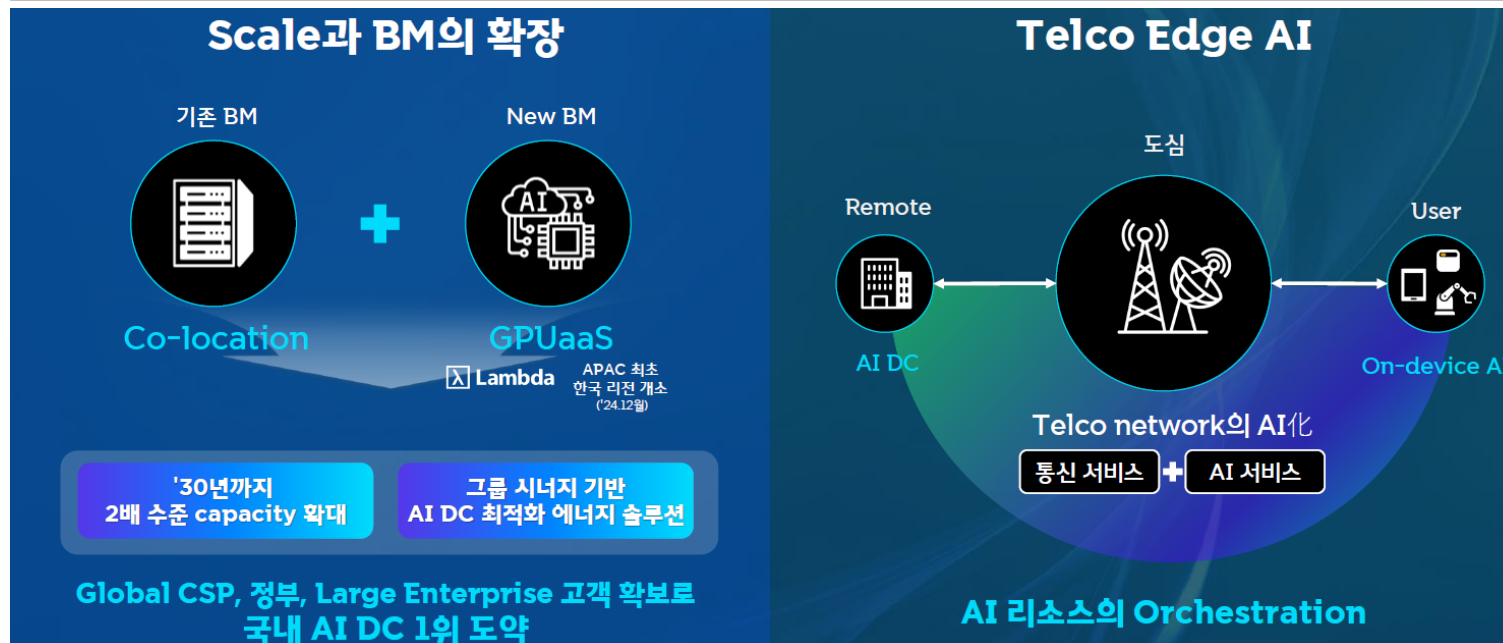 Scale과 BM의 확장
기존 BM
New BM
AI
Co-location
GPUaaS
λ Lambda
APAC 최초
한국 리전 개소
('24.12월)
'30년까지
2배 수준 capacity 확대
그룹 시너지 기반
AI DC 최적화 에너지 솔루션
Global CSP, 정부, Large Enterprise 고객 확보로
국내 AI DC 1위 도약
Telco Edge AI
도심
Remote
User
AI DC
On-device A
Telco network의 AI化
통신 서비스
AI 서비스
AI 리소스의 Orchestration